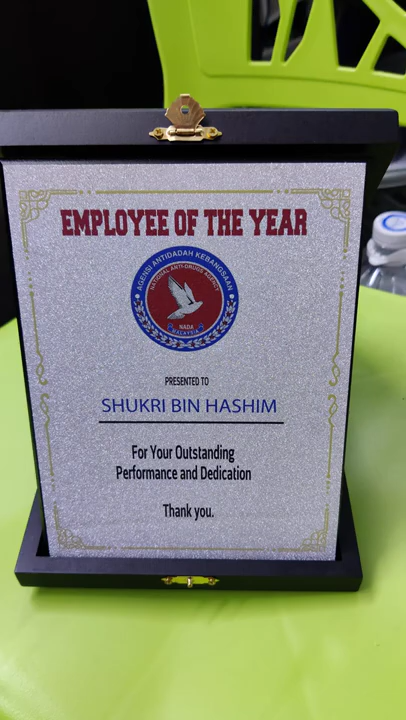 EMPLOYEE OF THE YEAR
AGENSI ANTIDADAH KEBANGSAAN
NATIONAL ANTI-DRUGS AGENCY
NADA
MALAYSIA
PRESENTED TO
SHUKRI BIN HASHIM
For Your Outstanding
Performance and Dedication
Thank you.